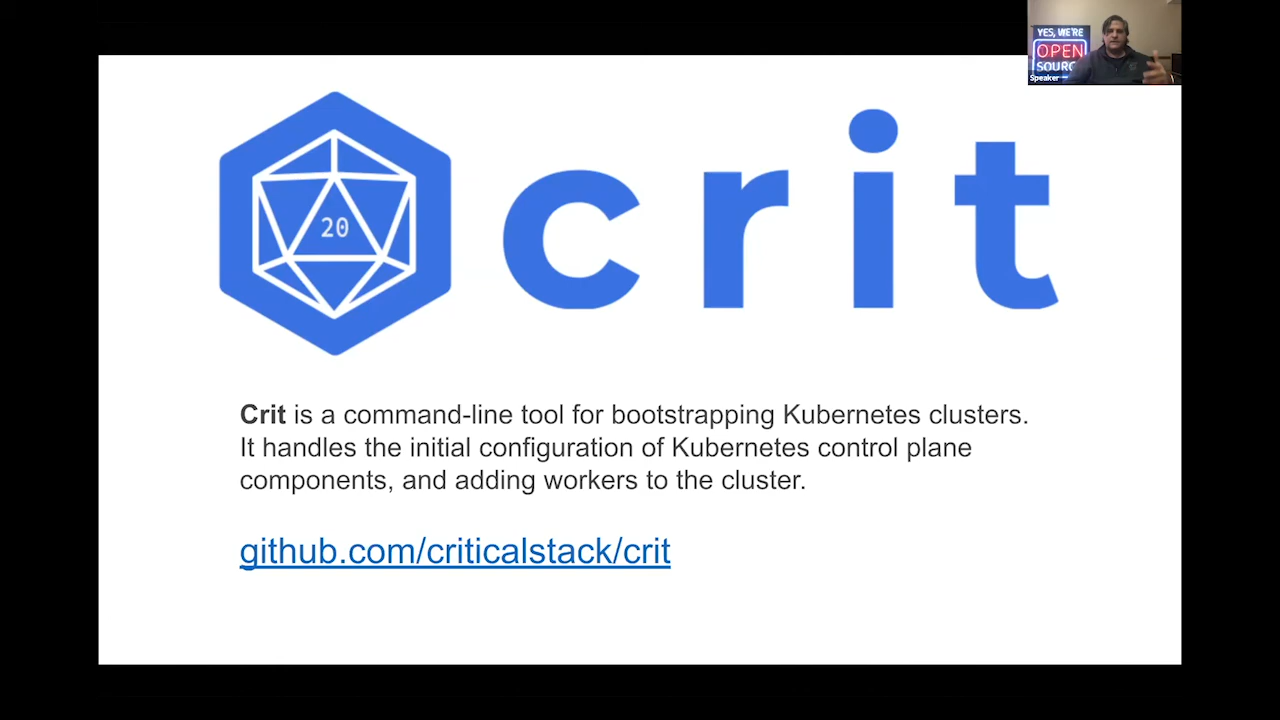 YES, WE'RE
OPEN
SOURC
Speaker
20
crit
Crit is a command-line tool for bootstrapping Kubernetes clusters.
It handles the initial configuration of Kubernetes control plane
components, and adding workers to the cluster.
github.com/criticalstack/crit